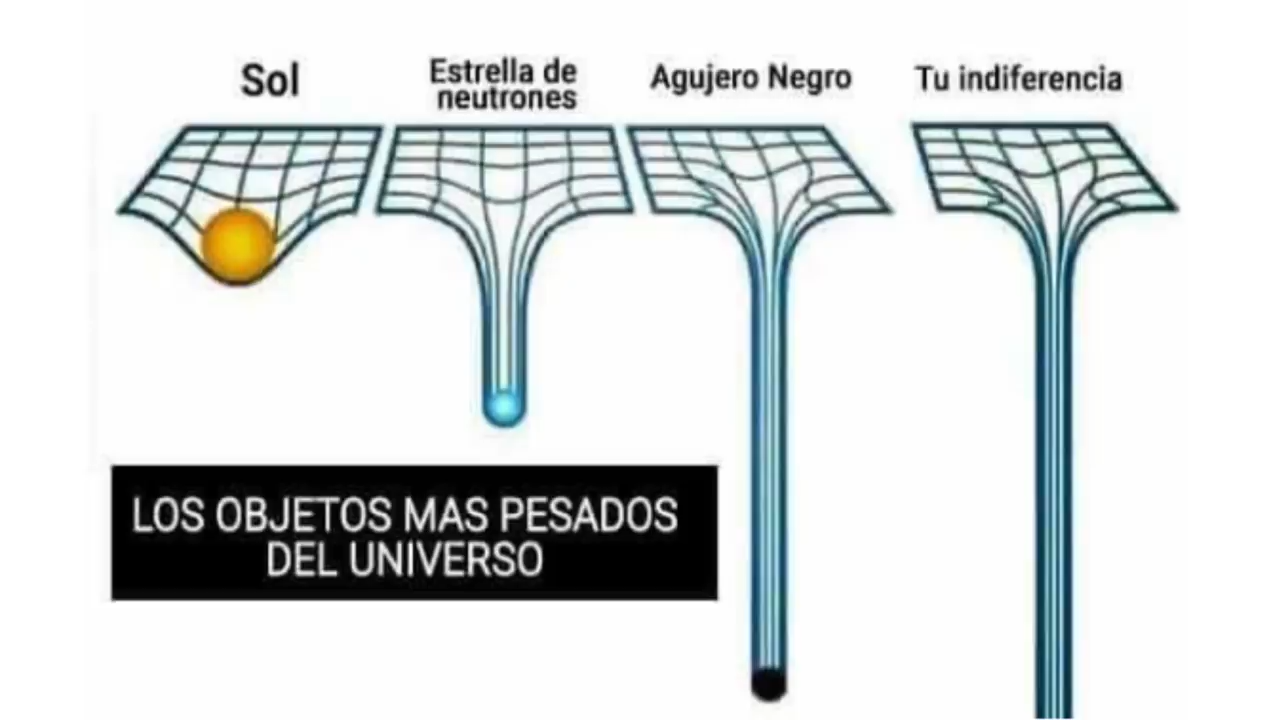 Sol
Estrella de
neutrones
Agujero Negro
Tu indiferencia
LOS OBJETOS MAS PESADOS
DEL UNIVERSO